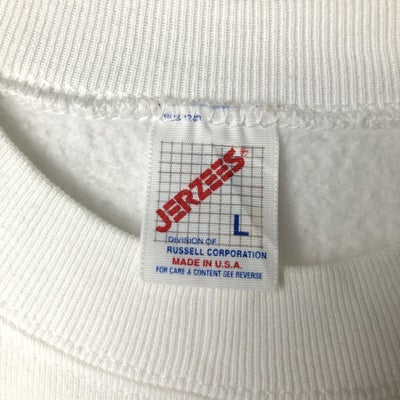 JERZEES®
L
DIVISION OF
RUSSELL CORPORATION
MADE IN U.S.A.
FOR CARE & CONTENT SEE REVERSE